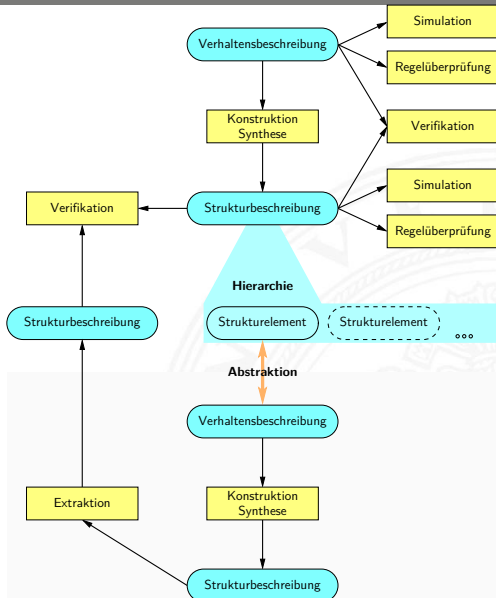 Simulation
Verhaltensbeschreibung
Regelüberprüfung
Konstruktion
Synthese
Verifikation
Simulation
Verifikation
Strukturbeschreibung
Regelüberprüfung
Hierarchie
Strukturbeschreibung
Strukturelement
Strukturelement
...
Abstraktion
Verhaltensbeschreibung
Extraktion
Konstruktion
Synthese
Strukturbeschreibung